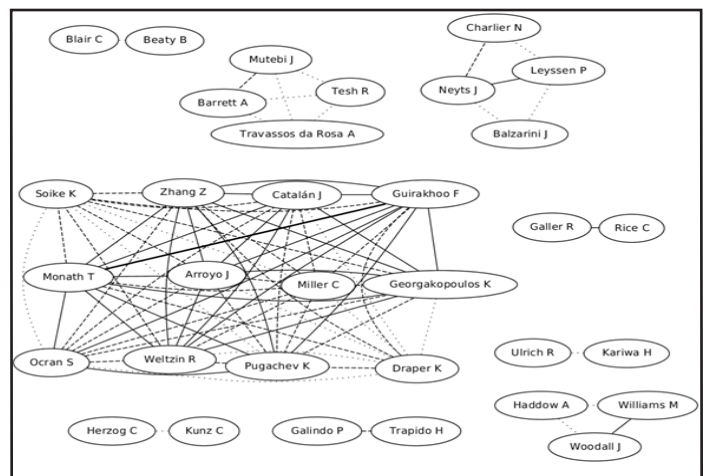 Blair C
Beaty B
Charlier N
Mutebi J
Leyssen P
Tesh R
Neyts J
Barrett A
Travassos da Rosa A
Balzarini J
Soike K
Zhang Z
Catalán J
Guirakhoo F
Galler R
Rice C
Monath T
Arroyo J
Miller C
Georgakopoulos K
Ocran S
Weltzin R
Pugachev K
Draper K
Ulrich R
Kariwa H
Haddow A
Williams M
Herzog C
Kunz C
Galindo P
Trapido H
Woodall J